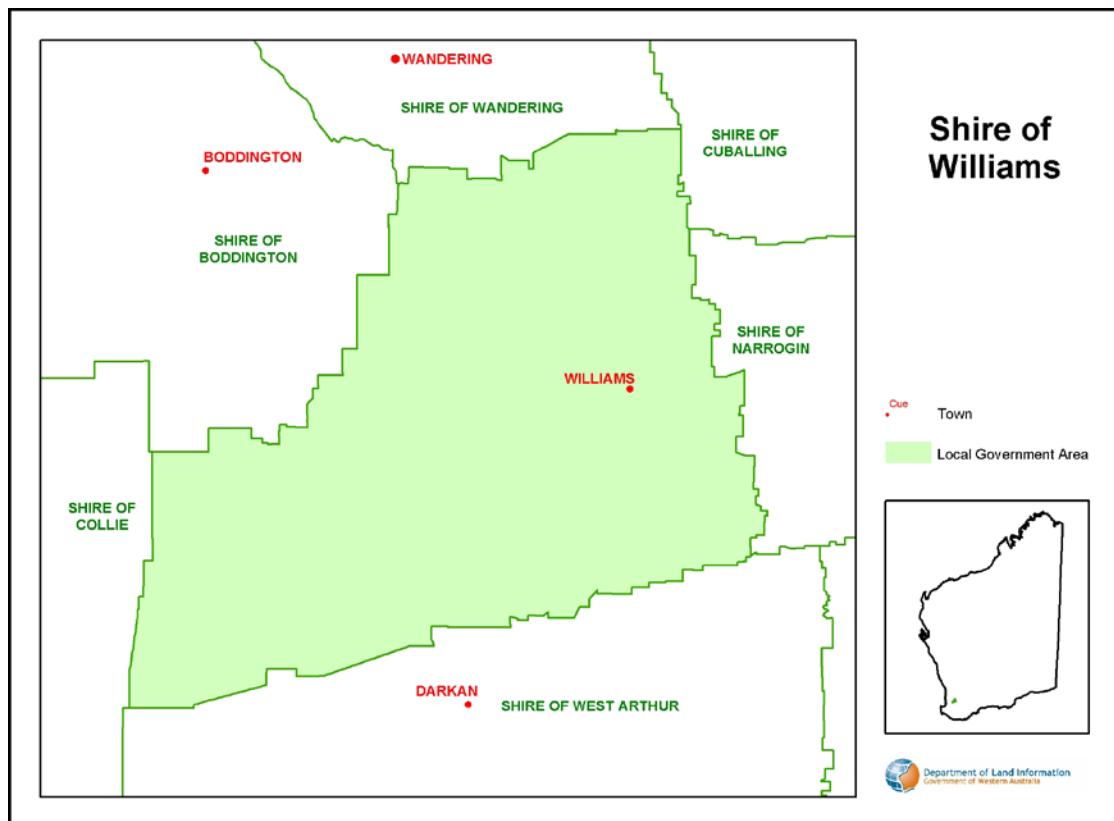 WANDERING
SHIRE OF WANDERING
SHIRE OF
CUBALLING
BODDINGTON
SHIRE OF
BODDINGTON
SHIRE OF
NARROGIN
WILLIAMS
SHIRE OF
COLLIE
DARKAN
SHIRE OF WEST ARTHUR
Shire of
Williams
Cue
Town
Local Government Area
Department of Land Information
Government of Western Australia